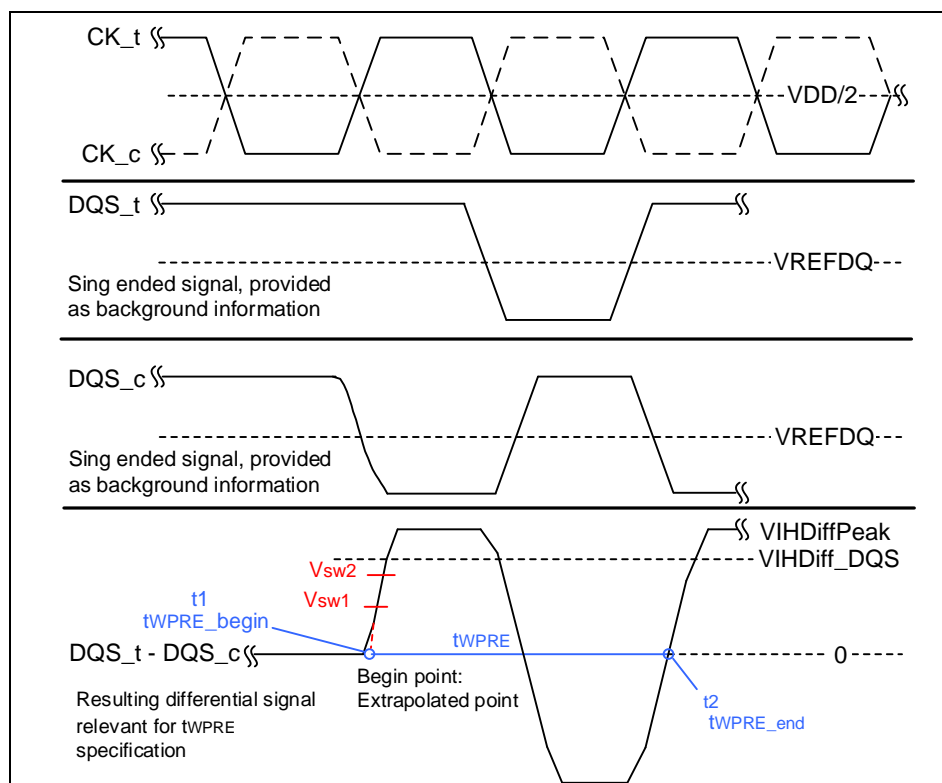 CK_t
VDD/2
CK_c
DQS_t
VREFDQ
Sing ended signal, provided
as background information
DQS_c
VREFDQ
Sing ended signal, provided
as background information
VIHDiffPeak
VIHDiff_DQS
Vsw2
Vsw1
t1
tWPRE_begin
tWPRE
DQS_t - DQS_c
0
Begin point:
Extrapolated point
Resulting differential signal
relevant for tWPRE
specification
t2
tWPRE_end